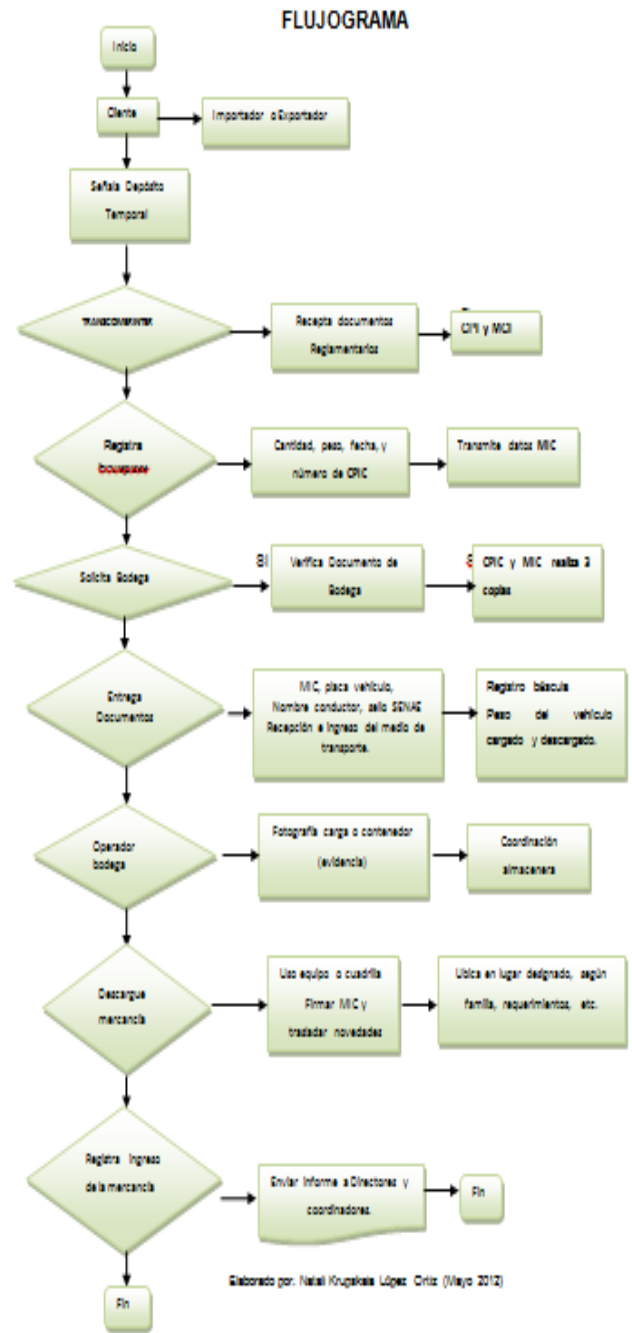 FLUJOGRAMA
Inicio
Cliente
Importador o Exportador
Señala Depósito
Temporal
Recepta documentos
Reglamentarios
CIPI y MCI
Registra
Cantidad, peso, fecha, y
número de CPIC
Transmite datos MIC
Solicita Bodega
SI
Verifica Documento de
Bodega
S
CPIC y MIC realiza 3
copias
Entrega
Documentos
MIC, placa vehículo,
Nombre conductor, sello SENAE
Recepción e ingreso del medio de
transporte.
Registro báscula
Peso del vehículo
cargado y descargado.
Operador
bodega
Fotografía carga o contenedor
(evidencia)
Coordinación
almacenera
Descargue
mercancía
Uso equipo o cuadrilla
Firmar MIC y
trasladar novedades
Ubica en lugar designado, según
familia, requerimientos, etc.
Registra ingreso
de la mercancía
Enviar informe a Directores y
coordinadores.
Fin
Elaborado por: Natali Krupskaia López Ortiz (Mayo 2012)
Fin